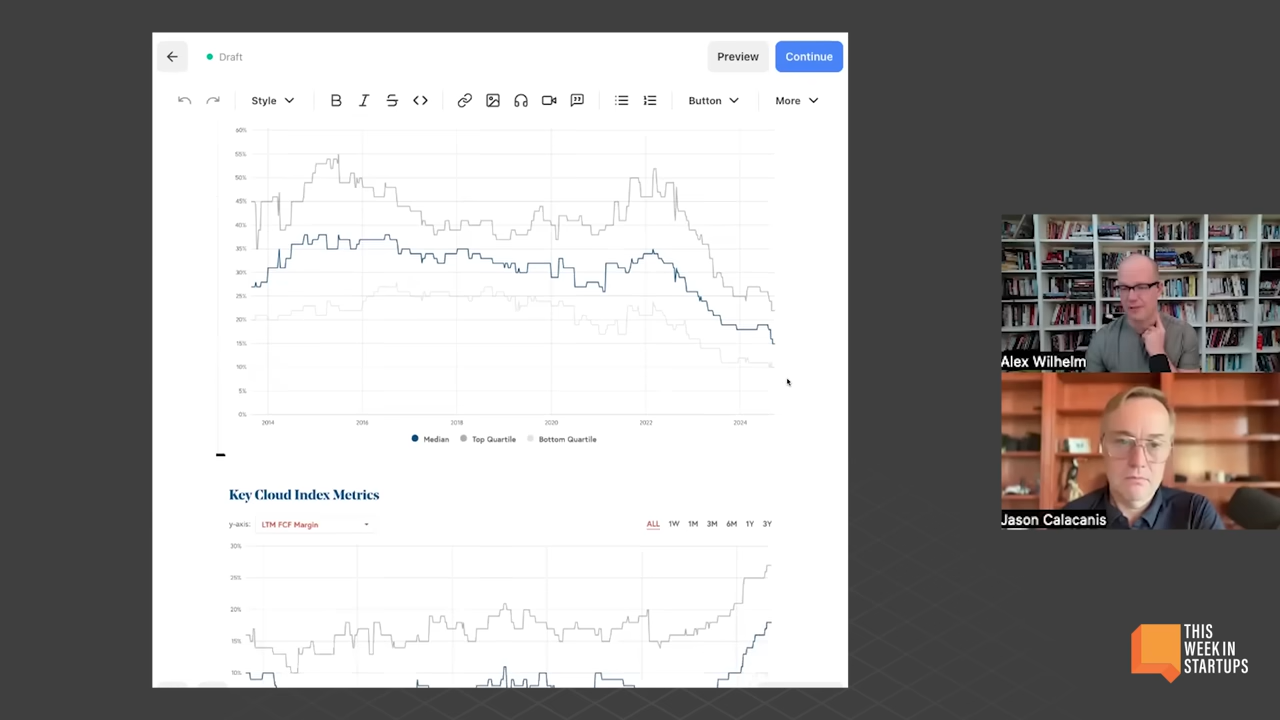 Draft
Preview
Continue
Style
Button
More
60%
55%
50%
45%
40%
35%
30%
25%
20%
15%
10%
5%
0%
2014 2016 2018 2020 2022 2024
Median Top Quartile Bottom Quartile
Key Cloud Index Metrics
y-axis: LTM FCF Margin
ALL 1W 1M 3M 6M 1Y 3Y
30%
25%
20%
15%
10%
Alex Wilhelm
Jason Calacanis
THIS
WEEK IN
STARTUPS